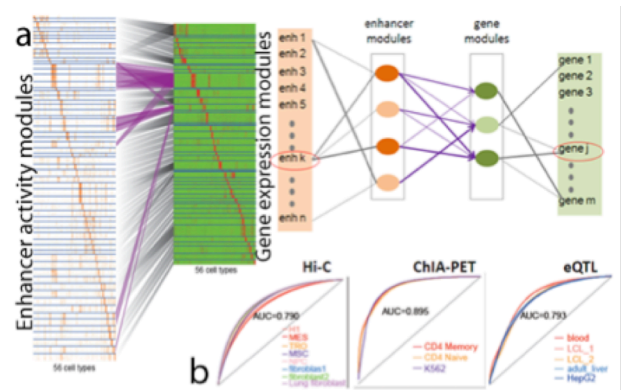 a
Enhancer activity modules
Gene expression modules
56 cell types
56 cell types
enhancer
modules
gene
modules
enh 1
enh 2
enh 3
enh 4
enh 5
enh k
enh n
gene 1
gene 2
gene 3
gene j
gene m
b
Hi-C
AUC=0.790
H1
MES
TRO
MSC
NPC
fibroblas1
fibroblast2
Lung fibroblast
ChIA-PET
AUC=0.895
CD4 Memory
CD4 Naive
K562
eQTL
AUC=0.793
blood
LCL_1
LCL_2
adult_liver
HepG2